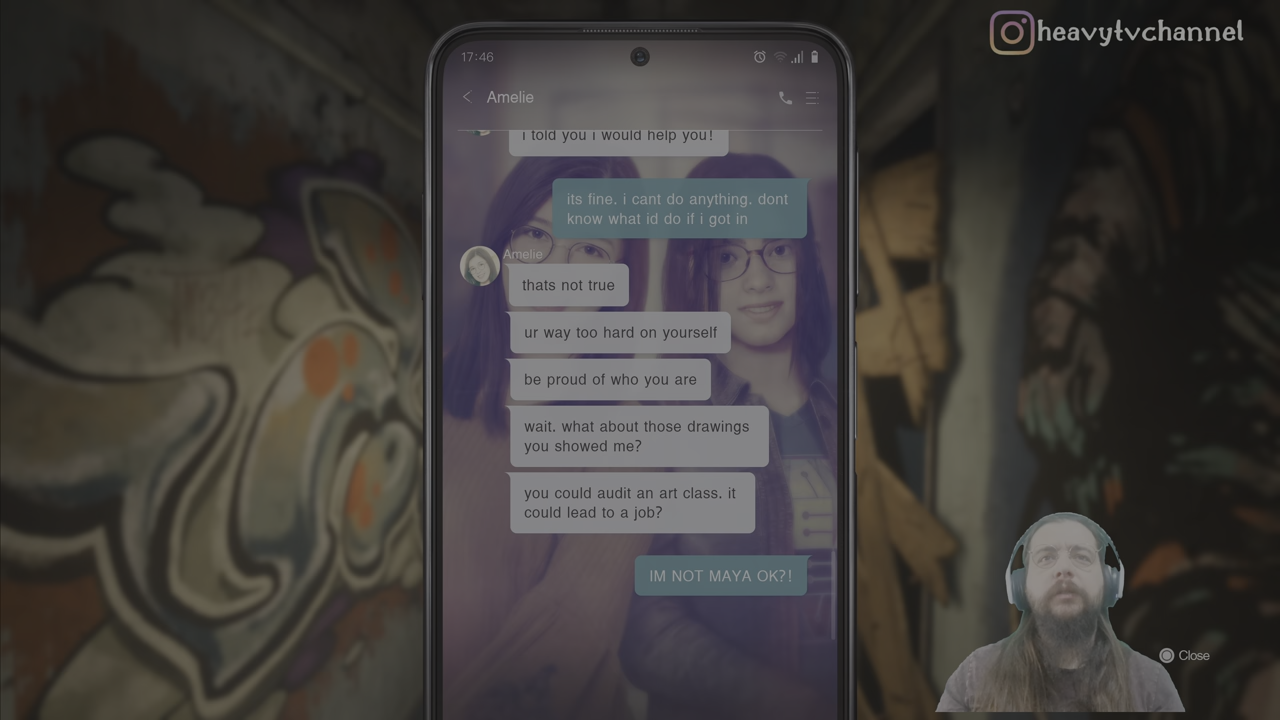 heavytvchannel
17:46
Amelie
i told you i would help you!
its fine. i cant do anything. dont
know what id do if i got in
Amelie
thats not true
ur way too hard on yourself
be proud of who you are
wait. what about those drawings
you showed me?
you could audit an art class. it
could lead to a job?
IM NOT MAYA OK?!
Close